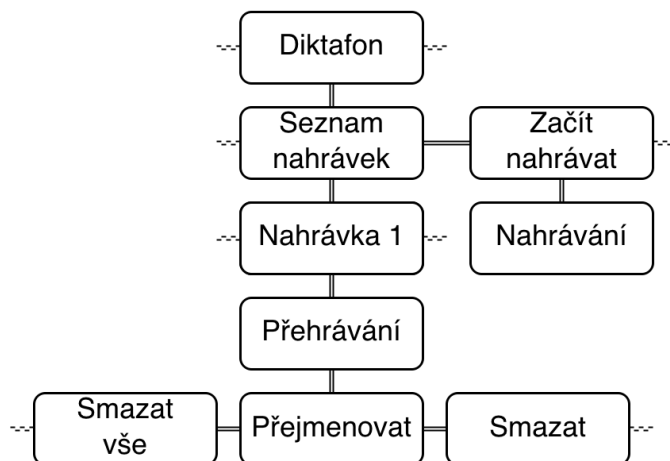 Diktafon
Seznam
nahrávek
Začít
nahrávat
Nahrávka 1
Nahrávání
Přehrávání
Smazat
vše
Přejmenovat
Smazat